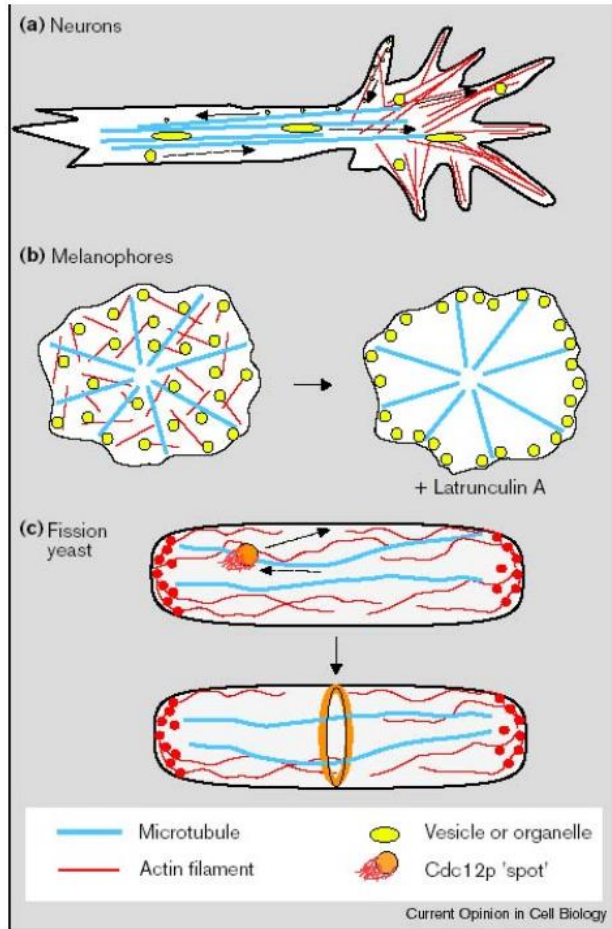 (a) Neurons
(b) Melanophores
+ Latrunculin A
(c) Fission
yeast
Microtubule
Vesicle or organelle
Actin filament
Cdc12p 'spot'
Current Opinion in Cell Biology